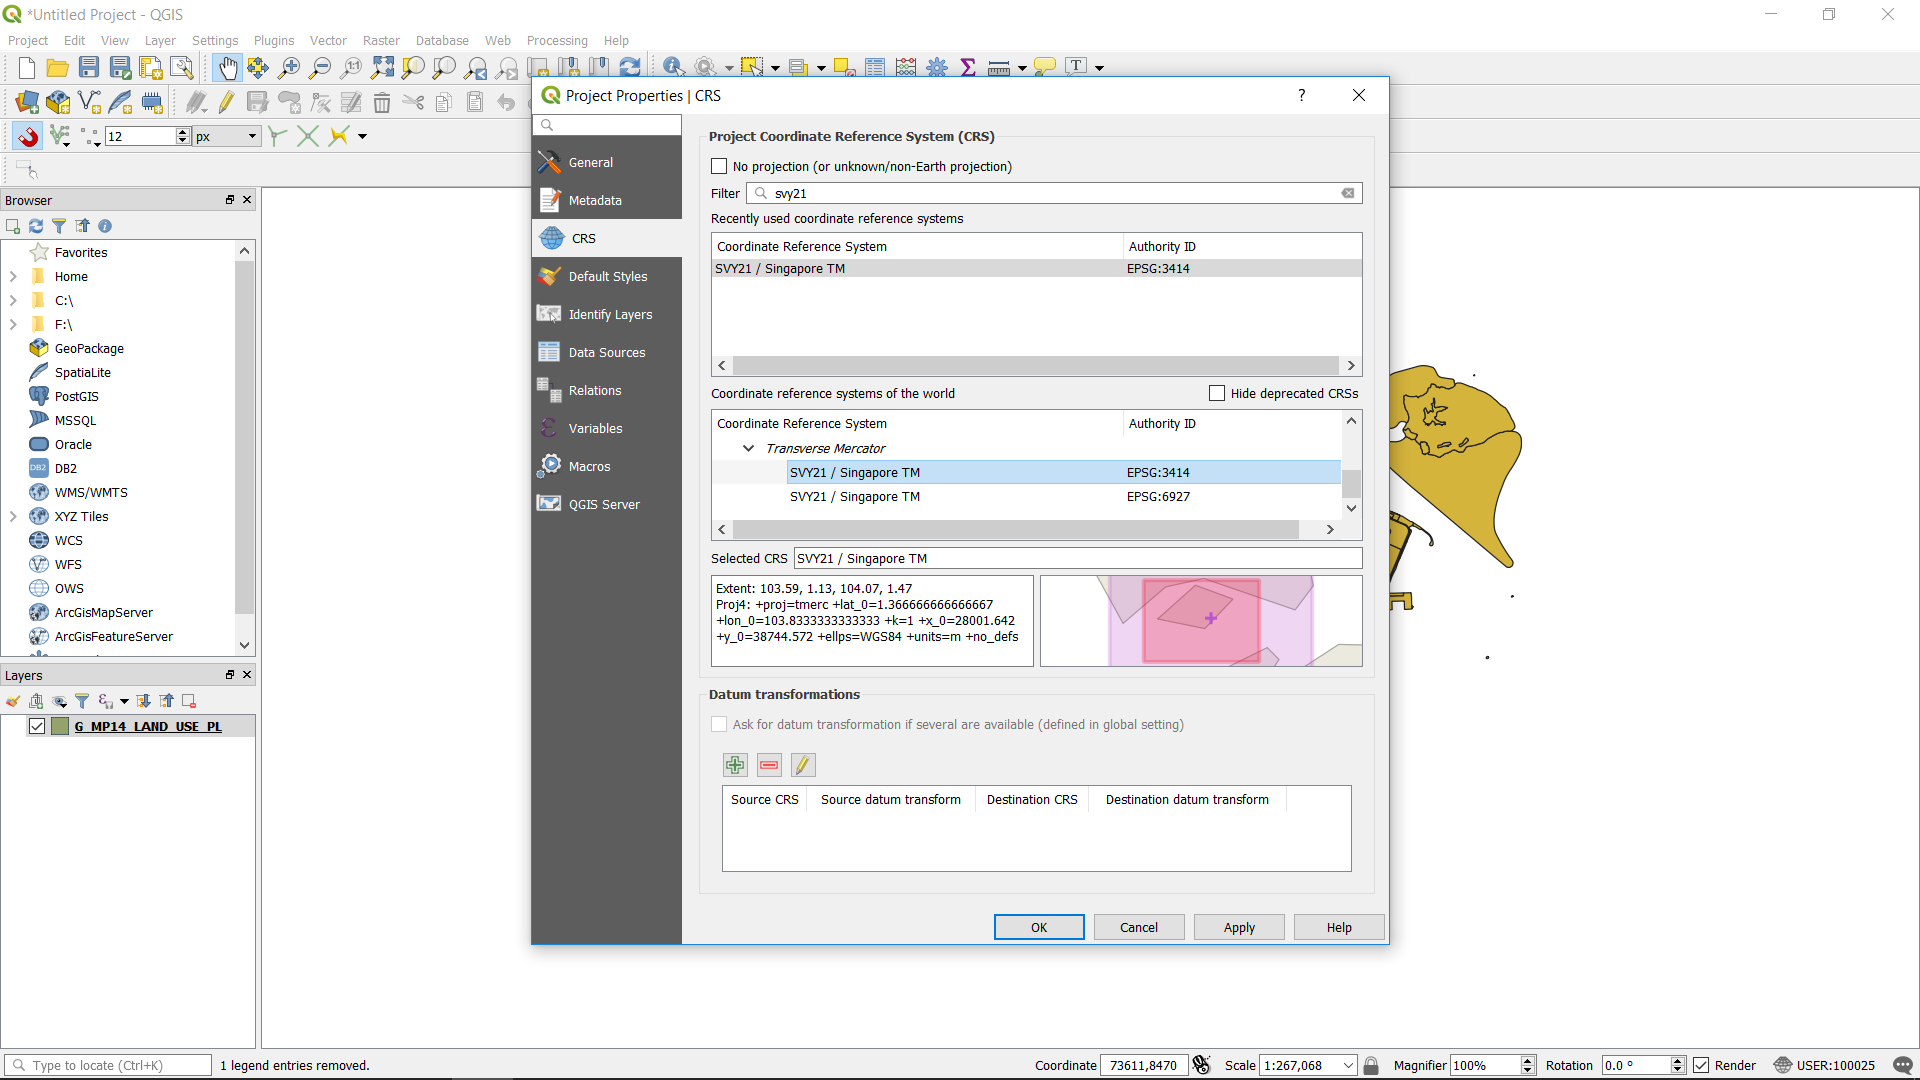 *Untitled Project - QGIS
Project Edit View Layer Settings Plugins Vector Raster Database Web Processing Help
12 px
Project Properties | CRS
?
Browser
Favorites
Home
C:\
F:\
GeoPackage
SpatiaLite
PostGIS
MSSQL
Oracle
DB2
WMS/WMTS
XYZ Tiles
WCS
WFS
OWS
ArcGisMapServer
ArcGisFeatureServer
Layers
G_MP14_LAND_USE_PL
General
Metadata
CRS
Default Styles
Identify Layers
Data Sources
Relations
Variables
Macros
QGIS Server
Project Coordinate Reference System (CRS)
No projection (or unknown/non-Earth projection)
Filter svy21
Recently used coordinate reference systems
Coordinate Reference System Authority ID
SVY21 / Singapore TM EPSG:3414
Coordinate reference systems of the world Hide deprecated CRSs
Coordinate Reference System Authority ID
Transverse Mercator
SVY21 / Singapore TM EPSG:3414
SVY21 / Singapore TM EPSG:6927
Selected CRS SVY21 / Singapore TM
Extent: 103.59, 1.13, 104.07, 1.47
Proj4: +proj=tmerc +lat_0=1.366666666666667
+lon_0=103.8333333333333 +k=1 +x_0=28001.642
+y_0=38744.572 +ellps=WGS84 +units=m +no_defs
Datum transformations
Ask for datum transformation if several are available (defined in global setting)
Source CRS Source datum transform Destination CRS Destination datum transform
OK Cancel Apply Help
Type to locate (Ctrl+K) 1 legend entries removed. Coordinate 73611,8470 Scale 1:267,068 Magnifier 100% Rotation 0.0 ° Render USER:100025